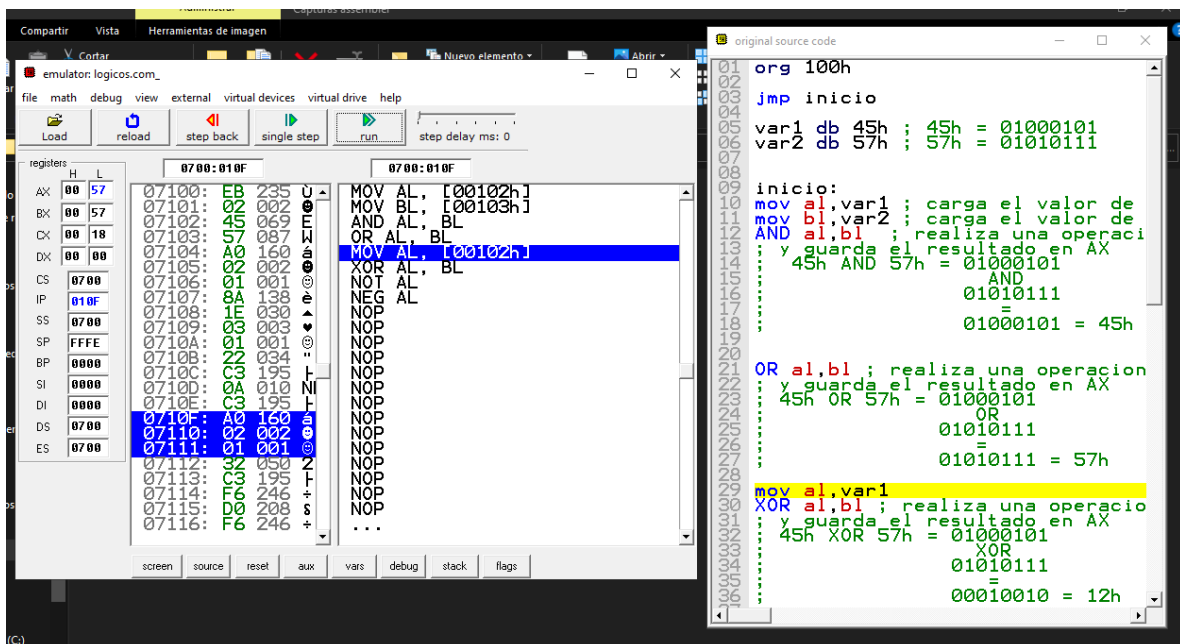 Administrar
Capturas assembler
Compartir Vista Herramientas de imagen
Cortar
Nuevo elemento
Abrir
emulator: logicos.com_
file math debug view external virtual devices virtual drive help
Load reload step back single step run step delay ms: 0
registers
H L
AX 00 57
BX 00 57
CX 00 18
DX 00 00
CS 0700
IP 010F
SS 0700
SP FFFE
BP 0000
SI 0000
DI 0000
DS 0700
ES 0700
0700:010F
07100: EB 235 Ù
07101: 02 002 ☻
07102: 45 069 E
07103: 57 087 W
07104: A0 160 á
07105: 02 002 ☻
07106: 01 001 ☺
07107: 8A 138 è
07108: 1E 030 ▲
07109: 03 003 ♥
0710A: 01 001 ☺
0710B: 22 034 "
0710C: C3 195 ├
0710D: 0A 010 NI
0710E: C3 195 ├
0710F: A0 160 á
07110: 02 002 ☻
07111: 01 001 ☺
07112: 32 050 2
07113: C3 195 ├
07114: F6 246 ÷
07115: D0 208 š
07116: F6 246 ÷
0700:010F
MOV AL, [00102h]
MOV BL, [00103h]
AND AL, BL
OR AL, BL
MOV AL, [00102h]
XOR AL, BL
NOT AL
NEG AL
NOP
NOP
NOP
NOP
NOP
NOP
NOP
NOP
NOP
NOP
NOP
NOP
NOP
NOP
...
screen source reset aux vars debug stack flags
(C:)
original source code
01 org 100h
02
03 jmp inicio
04
05 var1 db 45h ; 45h = 01000101
06 var2 db 57h ; 57h = 01010111
07
08
09 inicio:
10 mov al,var1 ; carga el valor de
11 mov bl,var2 ; carga el valor de
12 AND al,bl ; realiza una operaci
13 ; y guarda el resultado en AX
14 ; 45h AND 57h = 01000101
15 ; AND
16 ; 01010111
17 ; =
18 ; 01000101 = 45h
19
20
21 OR al,bl ; realiza una operacion
22 ; y guarda el resultado en AX
23 ; 45h OR 57h = 01000101
24 ; OR
25 ; 01010111
26 ; =
27 ; 01010111 = 57h
28
29 mov al,var1
30 XOR al,bl ; realiza una operacio
31 ; y guarda el resultado en AX
32 ; 45h XOR 57h = 01000101
33 ; XOR
34 ; 01010111
35 ; =
36 ; 00010010 = 12h